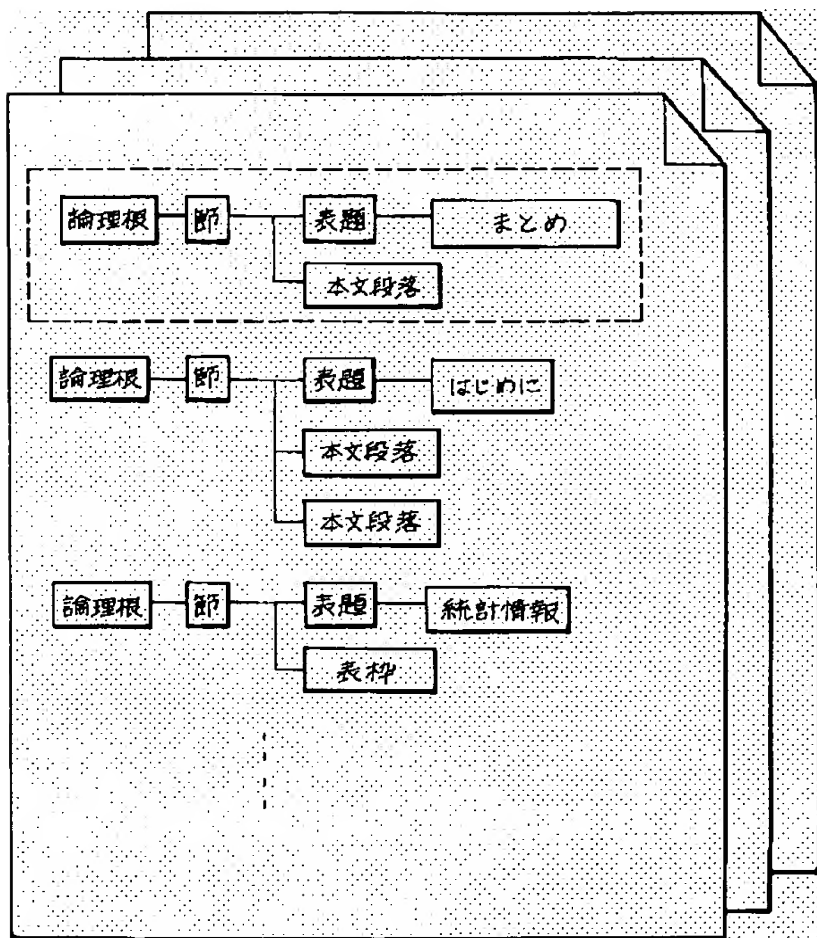 論理根 節 表題 まとめ
本文段落
論理根 節 表題 はじめに
本文段落
本文段落
論理根 節 表題 統計情報
表枠